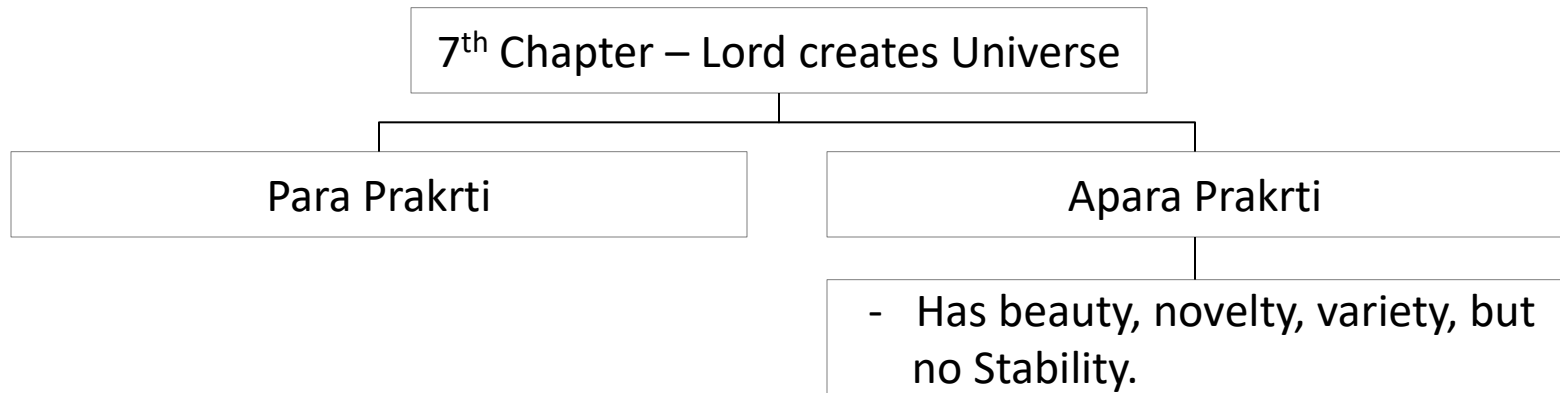 7th Chapter – Lord creates Universe
Para Prakrti
Apara Prakrti
- Has beauty, novelty, variety, but
no Stability.